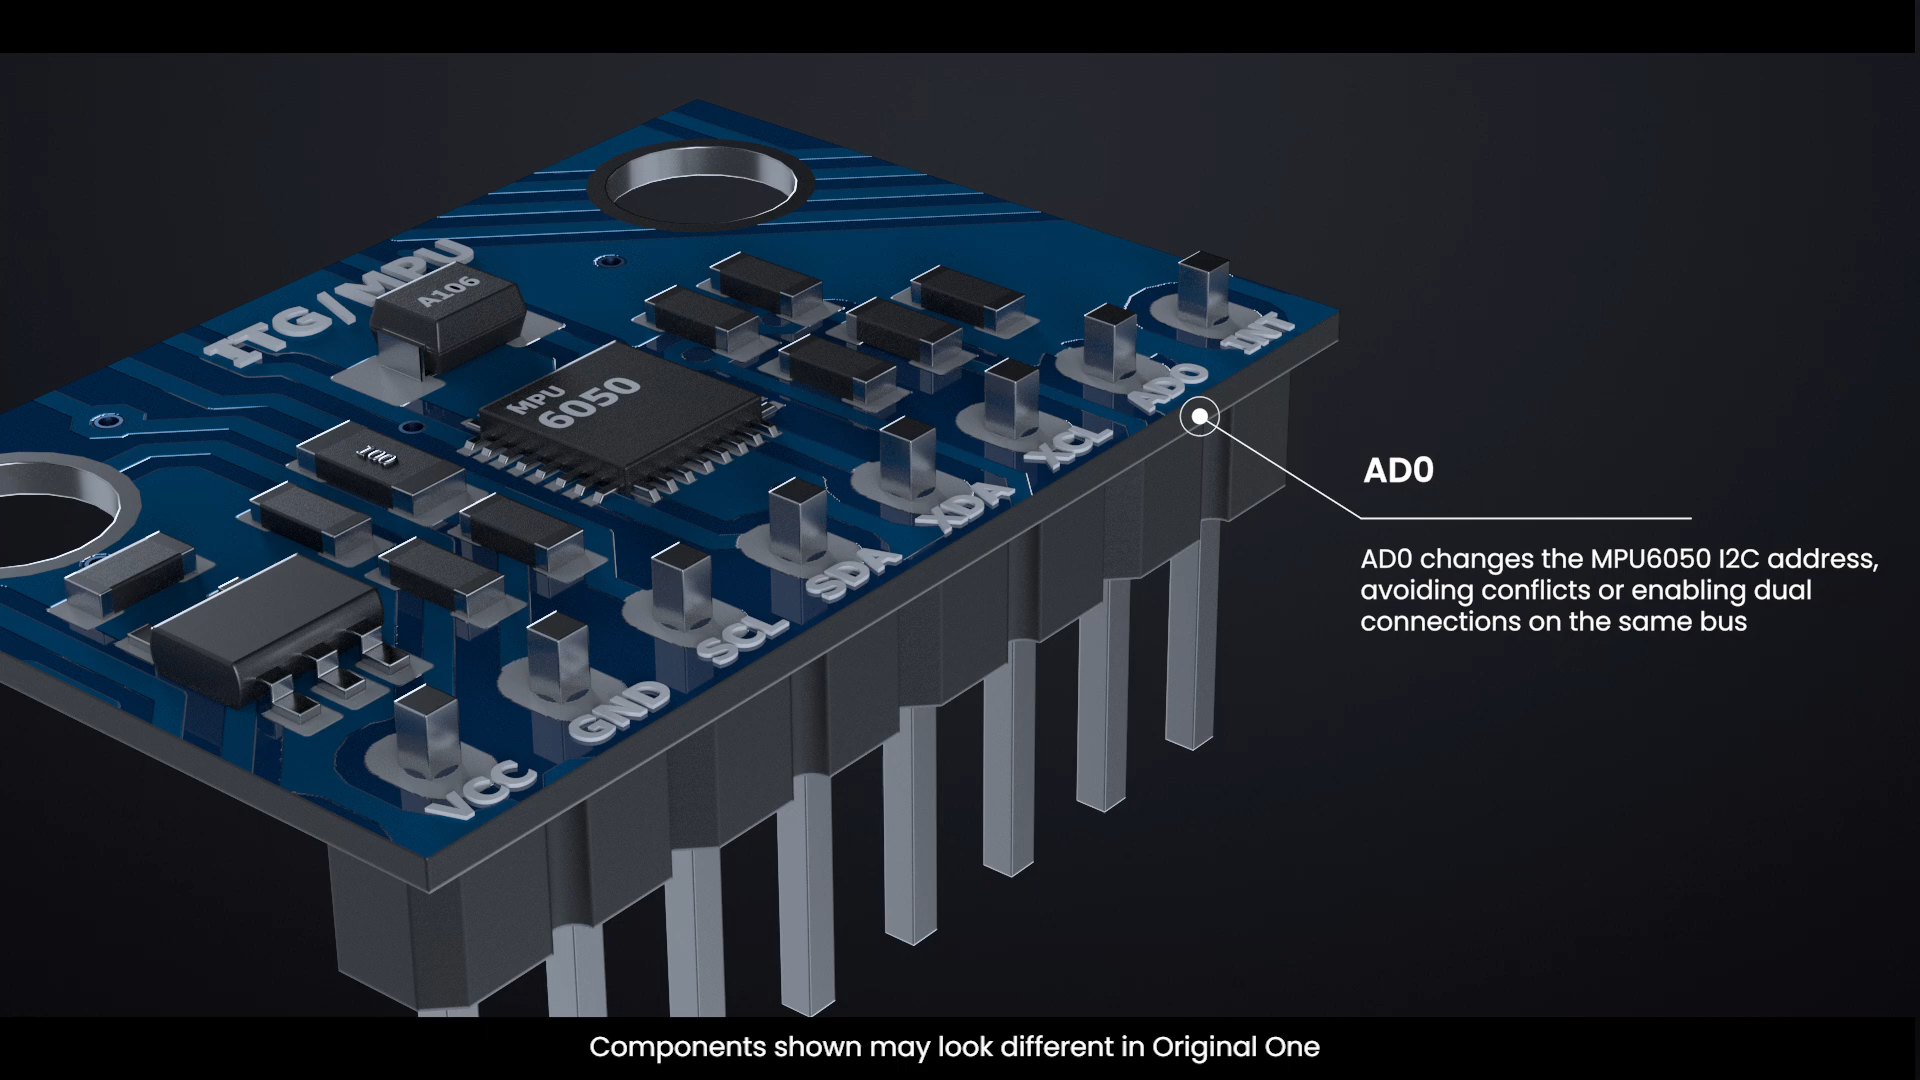 ITG/MPU
A106
MPU
6050
100
INT
AD0
XCL
XDA
SDA
SCL
GND
VCC
AD0
AD0 changes the MPU6050 I2C address,
avoiding conflicts or enabling dual
connections on the same bus
Components shown may look different in Original One